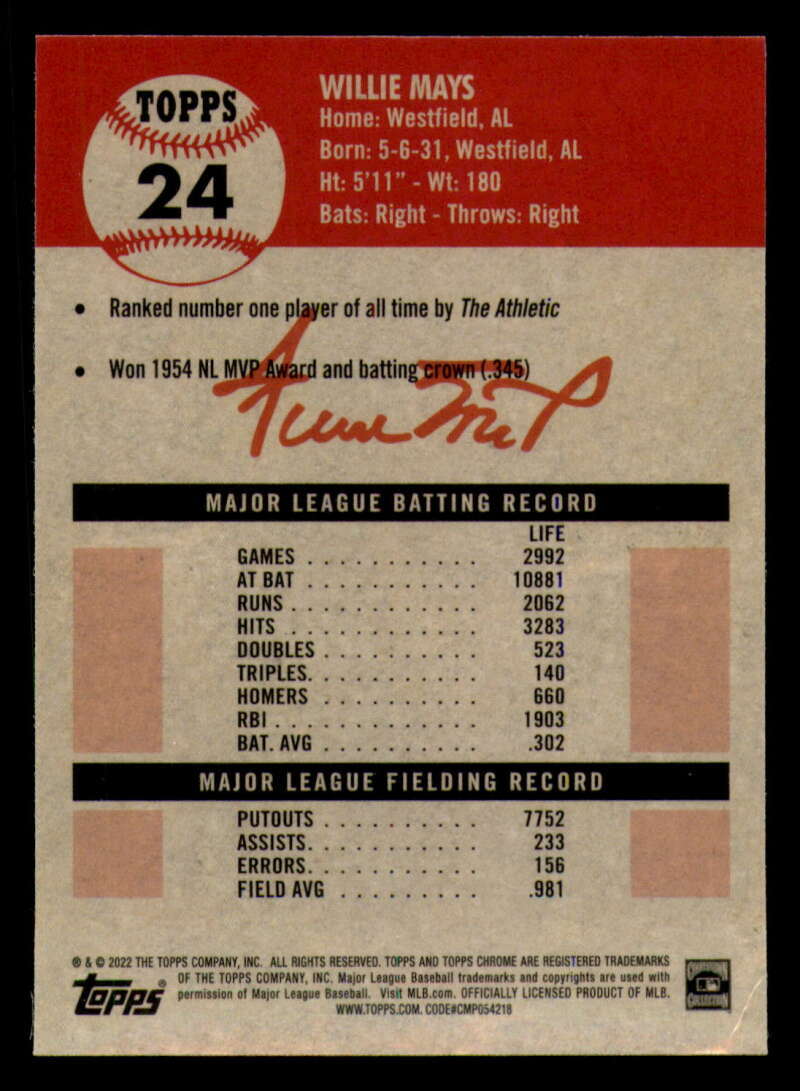 TOPPS
24
WILLIE MAYS
Home: Westfield, AL
Born: 5-6-31, Westfield, AL
Ht: 5'11" - Wt: 180
Bats: Right - Throws: Right
• Ranked number one player of all time by The Athletic
• Won 1954 NL MVP Award and batting crown (.345)
Willie Mays
MAJOR LEAGUE BATTING RECORD
LIFE
GAMES . . . . . . . . . . . 2992
AT BAT . . . . . . . . . . . 10881
RUNS . . . . . . . . . . . . 2062
HITS . . . . . . . . . . . . 3283
DOUBLES . . . . . . . . . . 523
TRIPLES. . . . . . . . . . . 140
HOMERS . . . . . . . . . . 660
RBI . . . . . . . . . . . . . 1903
BAT. AVG . . . . . . . . . . .302
MAJOR LEAGUE FIELDING RECORD
PUTOUTS . . . . . . . . . . 7752
ASSISTS. . . . . . . . . . . 233
ERRORS. . . . . . . . . . . 156
FIELD AVG . . . . . . . . . .981
® & © 2022 THE TOPPS COMPANY, INC. ALL RIGHTS RESERVED. TOPPS AND TOPPS CHROME ARE REGISTERED TRADEMARKS
OF THE TOPPS COMPANY, INC. Major League Baseball trademarks and copyrights are used with
permission of Major League Baseball. Visit MLB.com. OFFICIALLY LICENSED PRODUCT OF MLB.
WWW.TOPPS.COM. CODE#CMP054218
topps®